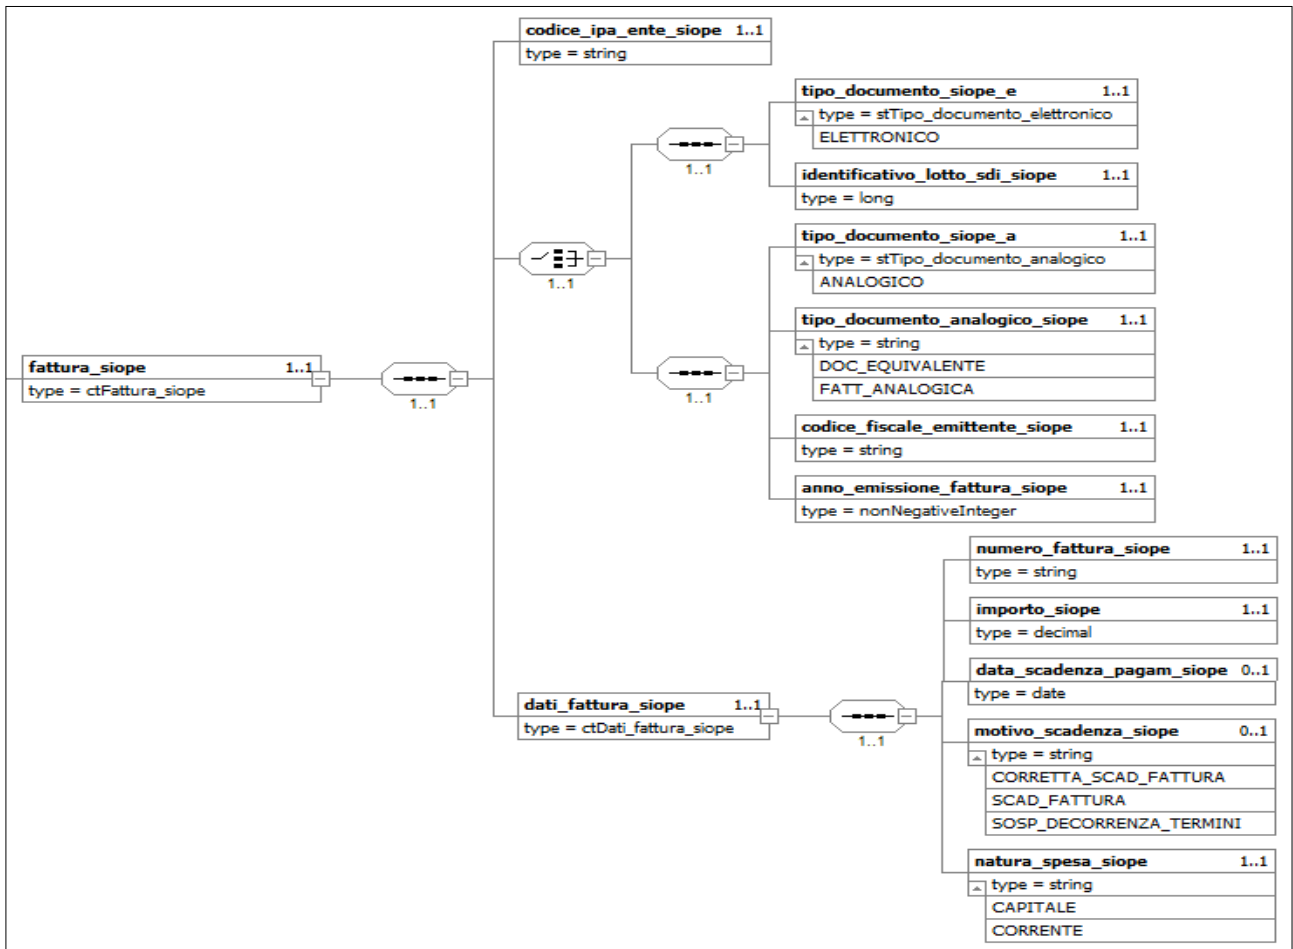 codice_ipa_ente_siope 1..1
type = string
tipo_documento_siope_e 1..1
type = stTipo_documento_elettronico
ELETTRONICO
1..1
identificativo_lotto_sdi_siope 1..1
type = long
tipo_documento_siope_a 1..1
type = stTipo_documento_analogico
ANALOGICO
1..1
tipo_documento_analogico_siope 1..1
type = string
DOC_EQUIVALENTE
FATT_ANALOGICA
1..1
fattura_siope 1..1
type = ctFattura_siope
1..1
codice_fiscale_emittente_siope 1..1
type = string
anno_emissione_fattura_siope 1..1
type = nonNegativeInteger
numero_fattura_siope 1..1
type = string
importo_siope 1..1
type = decimal
data_scadenza_pagam_siope 0..1
type = date
dati_fattura_siope 1..1
type = ctDati_fattura_siope
1..1
motivo_scadenza_siope 0..1
type = string
CORRETTA_SCAD_FATTURA
SCAD_FATTURA
SOSP_DECORRENZA_TERMINI
natura_spesa_siope 1..1
type = string
CAPITALE
CORRENTE